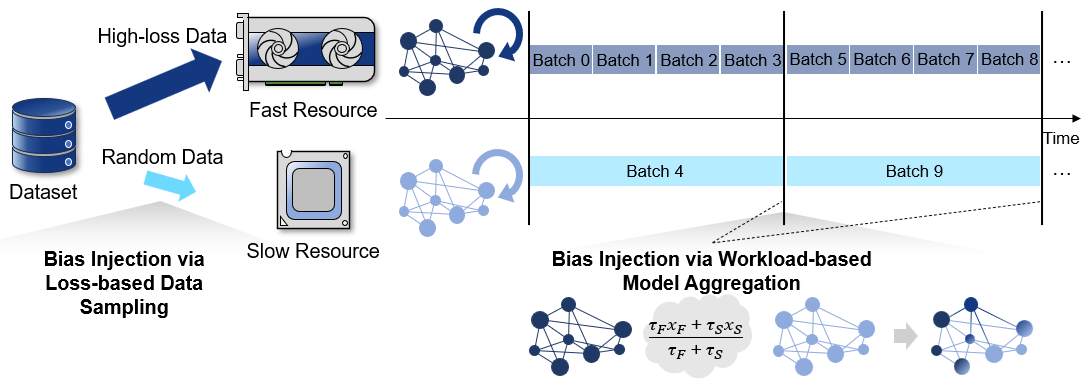 High-loss Data
Fast Resource
Dataset
Random Data
Slow Resource
Batch 0 Batch 1 Batch 2 Batch 3 Batch 5 Batch 6 Batch 7 Batch 8 ...
Time
Batch 4 Batch 9 ...
Bias Injection via
Loss-based Data
Sampling
Bias Injection via Workload-based
Model Aggregation
τ_F x_F + τ_S x_S
τ_F + τ_S